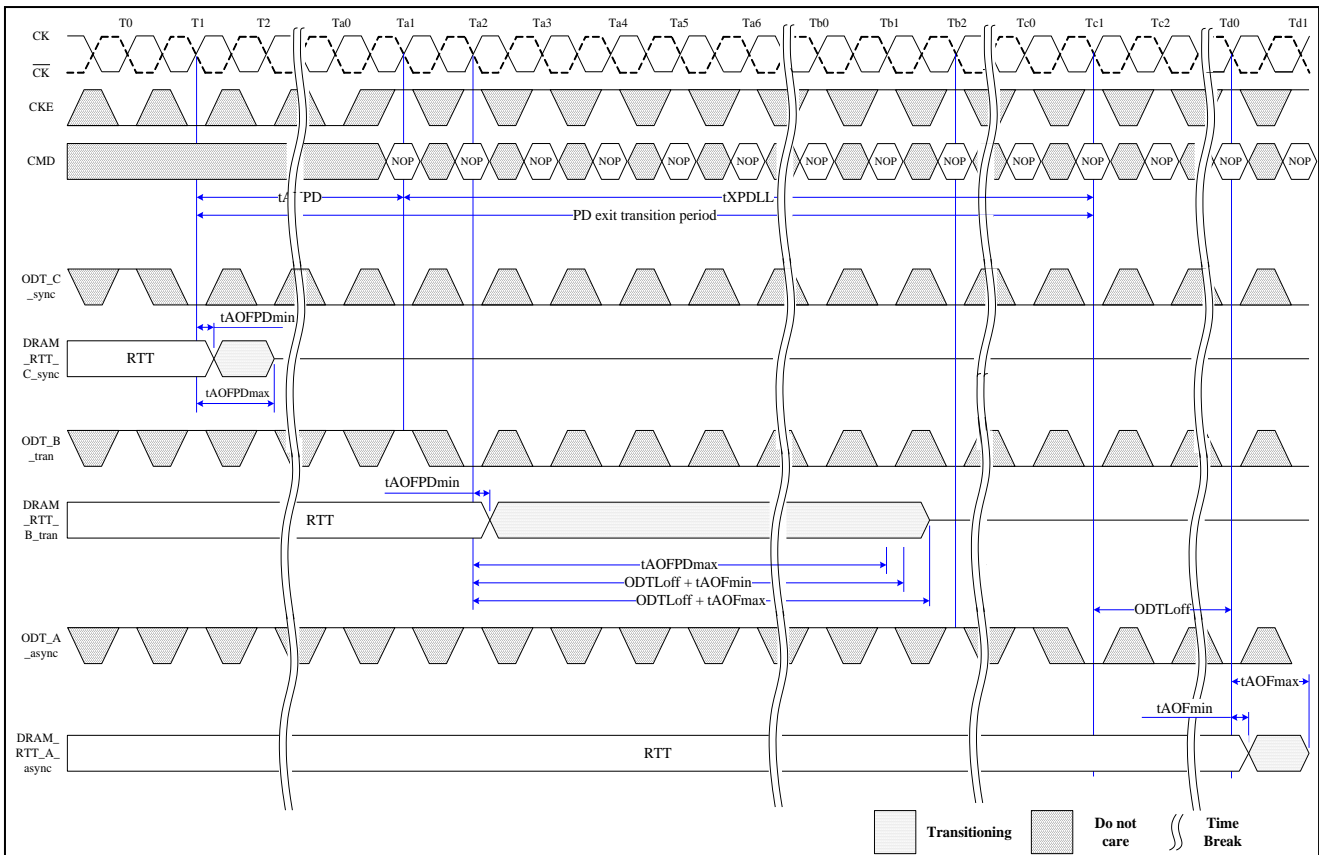 T0 T1 T2 Ta0 Ta1 Ta2 Ta3 Ta4 Ta5 Ta6 Tb0 Tb1 Tb2 Tc0 Tc1 Tc2 Td0 Td1
CK
CK
CKE
CMD
NOP NOP NOP NOP NOP NOP NOP NOP NOP NOP NOP NOP NOP NOP
tXPDLL
PD exit transition period
ODT_C
_sync
tAOFPDmin
DRAM
_RTT_
C_sync
RTT
tAOFPDmax
ODT_B
_tran
tAOFPDmin
DRAM
_RTT_
B_tran
RTT
tAOFPDmax
ODTLoff + tAOFmin
ODTLoff + tAOFmax
ODTLoff
ODT_A
_async
tAOFmax
tAOFmin
DRAM_
RTT_A_
async
RTT
Transitioning
Do not
care
Time
Break